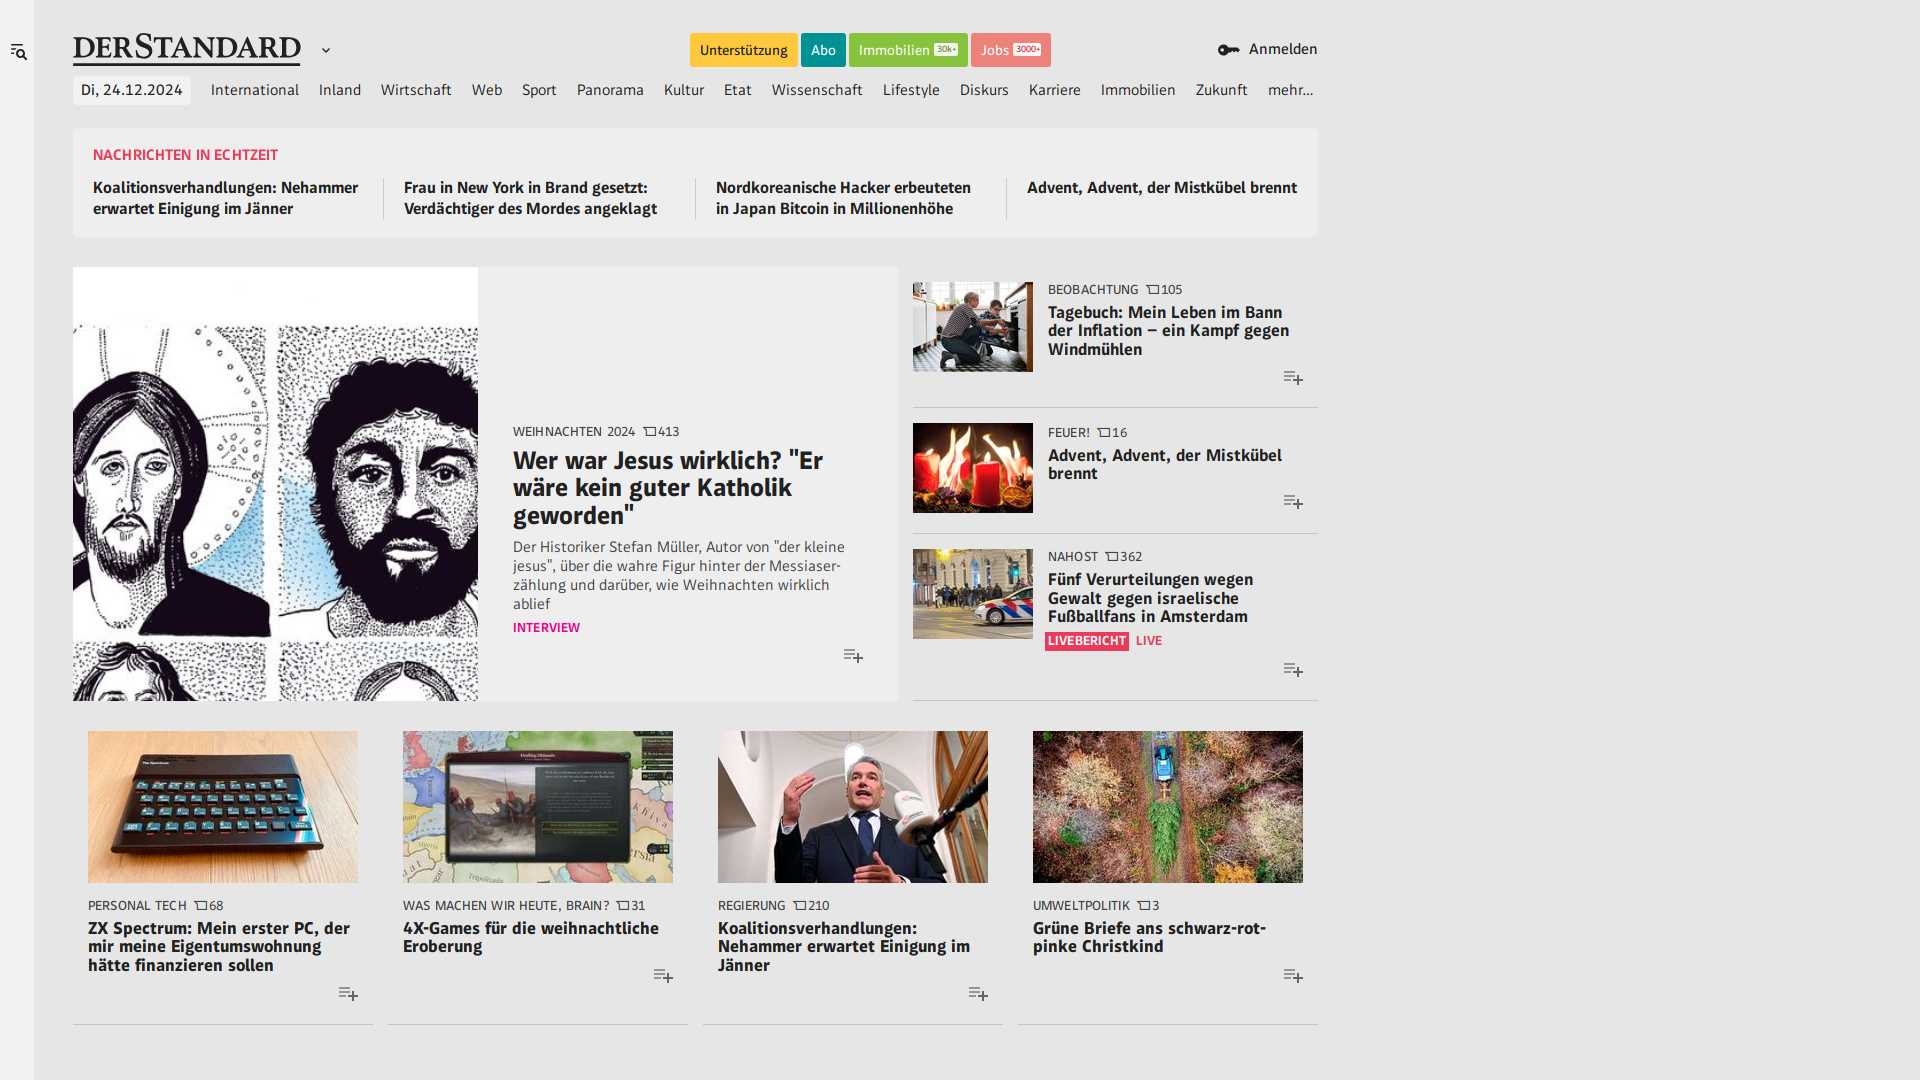 DERSTANDARD
Unterstützung Abo Immobilien 30k+ Jobs 3000+
Anmelden
Di, 24.12.2024 International Inland Wirtschaft Web Sport Panorama Kultur Etat Wissenschaft Lifestyle Diskurs Karriere Immobilien Zukunft mehr...
NACHRICHTEN IN ECHTZEIT
Koalitionsverhandlungen: Nehammer
erwartet Einigung im Jänner
Frau in New York in Brand gesetzt:
Verdächtiger des Mordes angeklagt
Nordkoreanische Hacker erbeuteten
in Japan Bitcoin in Millionenhöhe
Advent, Advent, der Mistkübel brennt
WEIHNACHTEN 2024 413
Wer war Jesus wirklich? "Er
wäre kein guter Katholik
geworden"
Der Historiker Stefan Müller, Autor von "der kleine
jesus", über die wahre Figur hinter der Messiaser-
zählung und darüber, wie Weihnachten wirklich
ablief
INTERVIEW
BEOBACHTUNG 105
Tagebuch: Mein Leben im Bann
der Inflation – ein Kampf gegen
Windmühlen
FEUER! 16
Advent, Advent, der Mistkübel
brennt
NAHOST 362
Fünf Verurteilungen wegen
Gewalt gegen israelische
Fußballfans in Amsterdam
LIVEBERICHT LIVE
PERSONAL TECH 68
ZX Spectrum: Mein erster PC, der
mir meine Eigentumswohnung
hätte finanzieren sollen
WAS MACHEN WIR HEUTE, BRAIN? 31
4X-Games für die weihnachtliche
Eroberung
REGIERUNG 210
Koalitionsverhandlungen:
Nehammer erwartet Einigung im
Jänner
UMWELTPOLITIK 3
Grüne Briefe ans schwarz-rot-
pinke Christkind